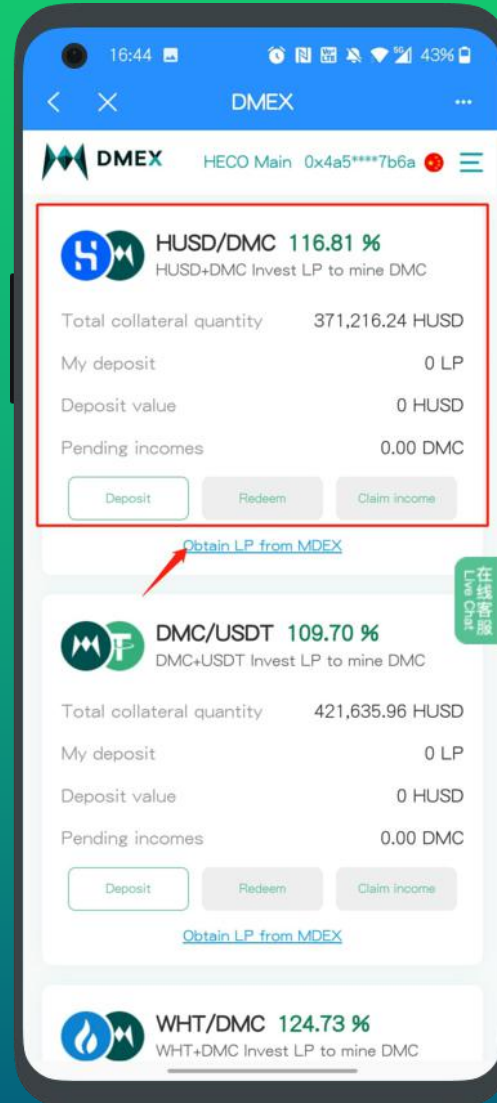 16:44 5G 43%
DMEX
DMEX HECO Main 0x4a5****7b6a
HUSD/DMC 116.81 %
HUSD+DMC Invest LP to mine DMC
Total collateral quantity 371,216.24 HUSD
My deposit 0 LP
Deposit value 0 HUSD
Pending incomes 0.00 DMC
Deposit Redeem Claim income
Obtain LP from MDEX
在线客服
Live Chat
DMC/USDT 109.70 %
DMC+USDT Invest LP to mine DMC
Total collateral quantity 421,635.96 HUSD
My deposit 0 LP
Deposit value 0 HUSD
Pending incomes 0.00 DMC
Deposit Redeem Claim income
Obtain LP from MDEX
WHT/DMC 124.73 %
WHT+DMC Invest LP to mine DMC